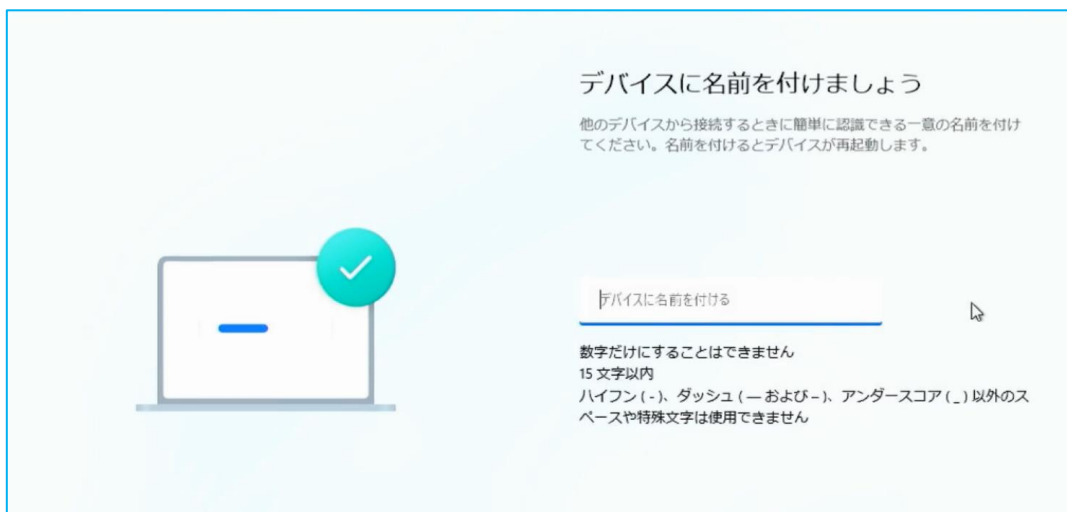 デバイスに名前を付けましょう
他のデバイスから接続するときに簡単に認識できる一意の名前を付け
てください。名前を付けるとデバイスが再起動します。
デバイスに名前を付ける
数字だけにすることはできません
15 文字以内
ハイフン ( - )、ダッシュ ( — および – )、アンダースコア ( _ ) 以外のス
ペースや特殊文字は使用できません